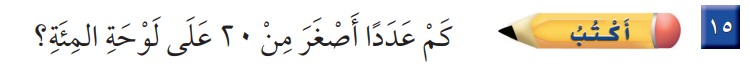 ١٥ أَكْتُبُ كَمْ عَدَدًا أَصْغَرَ مِنْ ٢٠ عَلَى لَوْحَةِ المِئَةِ؟